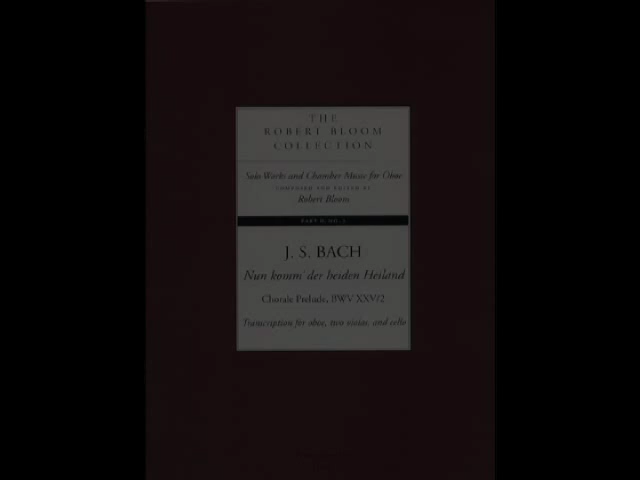 THE
ROBERT BLOOM
COLLECTION
Solo Works and Chamber Music for Oboe
COMPOSED AND EDITED BY
Robert Bloom
J. S. BACH
Nun komm' der heiden Heiland
Chorale Prelude, BWV XXV/2
Transcription for oboe, two violas, and cello